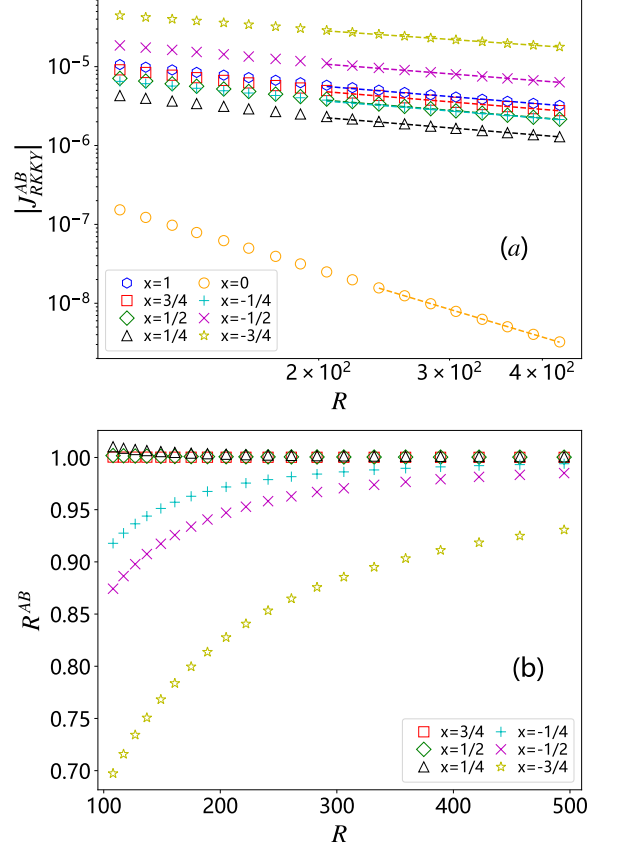 10⁻⁵
10⁻⁶
10⁻⁷
10⁻⁸
|J_{RKKY}^{AB}|
(a)
x=1 x=0
x=3/4 x=-1/4
x=1/2 x=-1/2
x=1/4 x=-3/4
2 × 10² 3 × 10² 4 × 10²
R
1.00
0.95
0.90
0.85
0.80
0.75
0.70
R^{AB}
(b)
x=3/4 x=-1/4
x=1/2 x=-1/2
x=1/4 x=-3/4
100 200 300 400 500
R